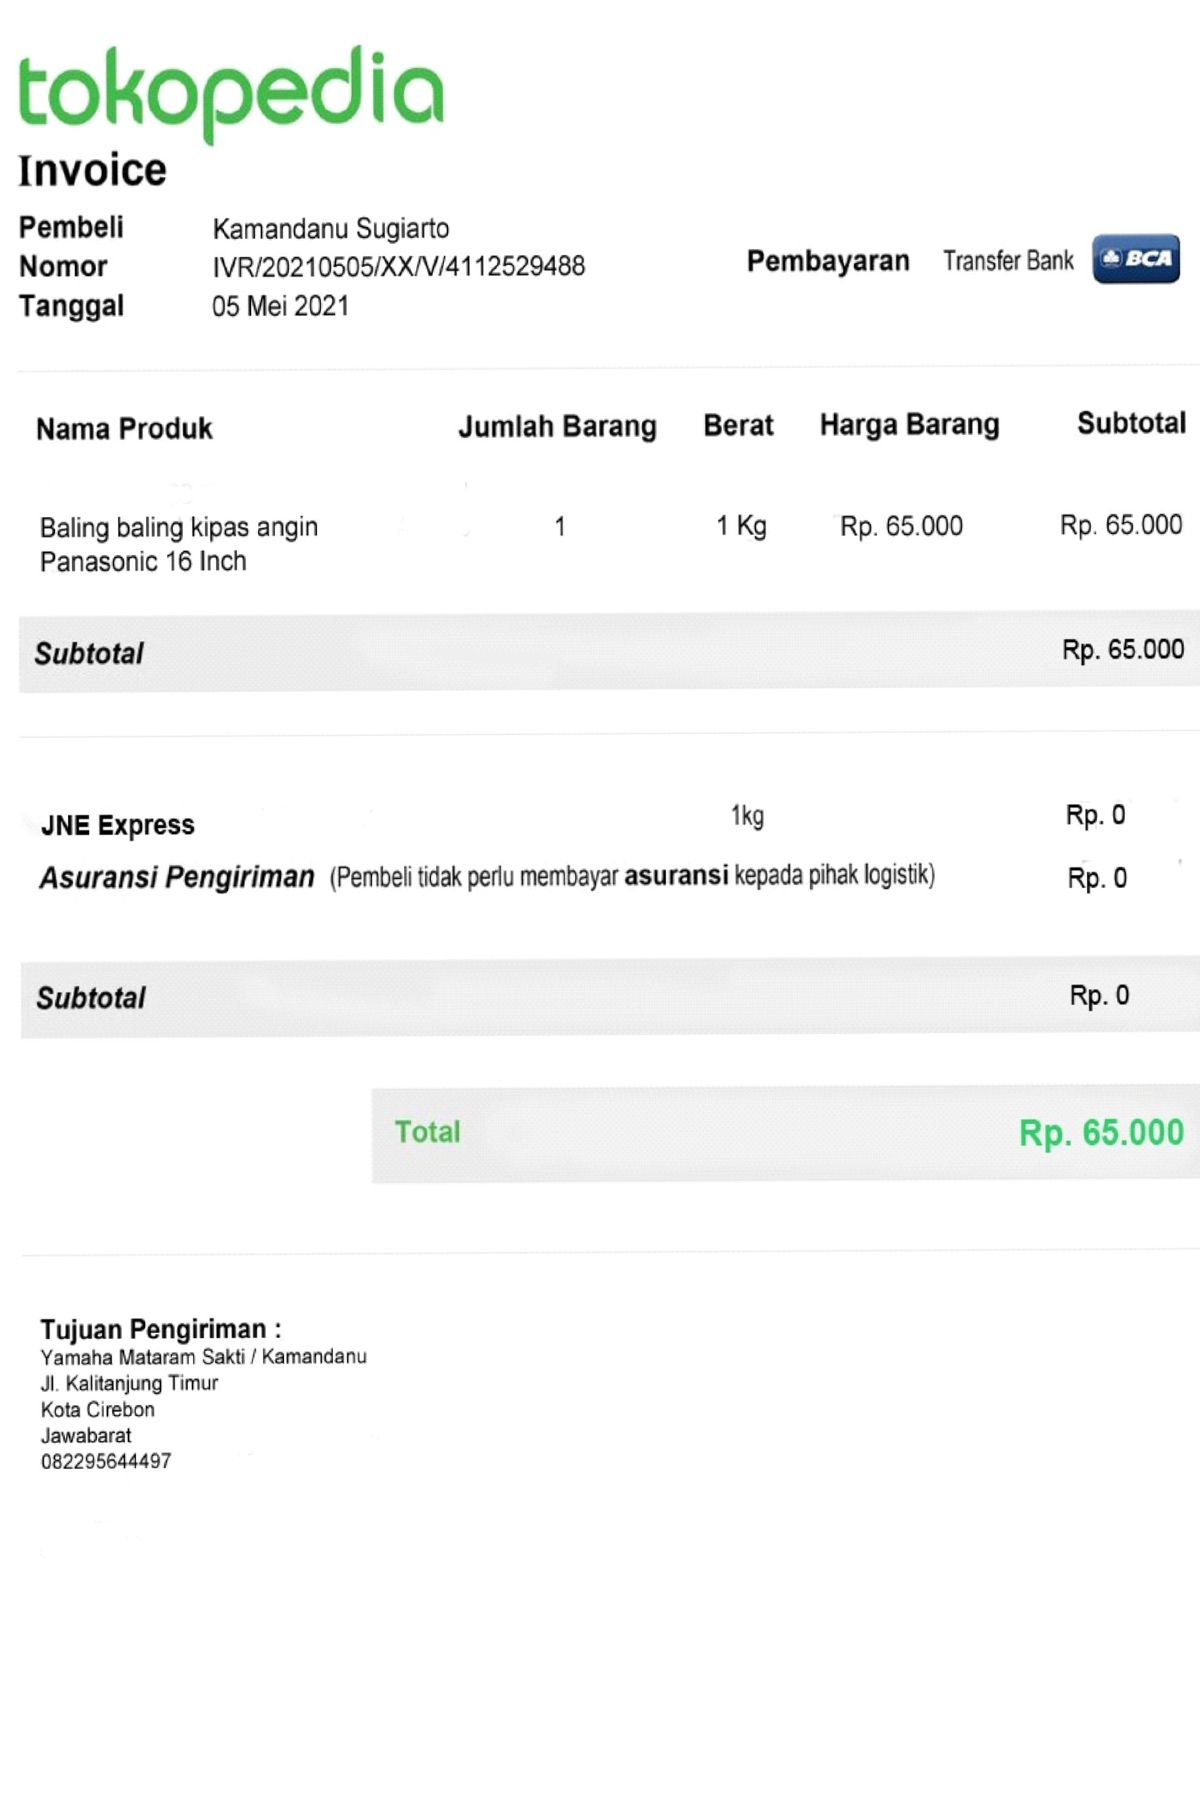 tokopedia
Invoice
Pembeli Kamandanu Sugiarto
Nomor IVR/20210505/XX/V/4112529488
Tanggal 05 Mei 2021
Pembayaran Transfer Bank BCA
Nama Produk Jumlah Barang Berat Harga Barang Subtotal
Baling baling kipas angin 1 1 Kg Rp. 65.000 Rp. 65.000
Panasonic 16 Inch
Subtotal Rp. 65.000
JNE Express 1kg Rp. 0
Asuransi Pengiriman (Pembeli tidak perlu membayar asuransi kepada pihak logistik) Rp. 0
Subtotal Rp. 0
Total Rp. 65.000
Tujuan Pengiriman :
Yamaha Mataram Sakti / Kamandanu
Jl. Kalitanjung Timur
Kota Cirebon
Jawabarat
082295644497